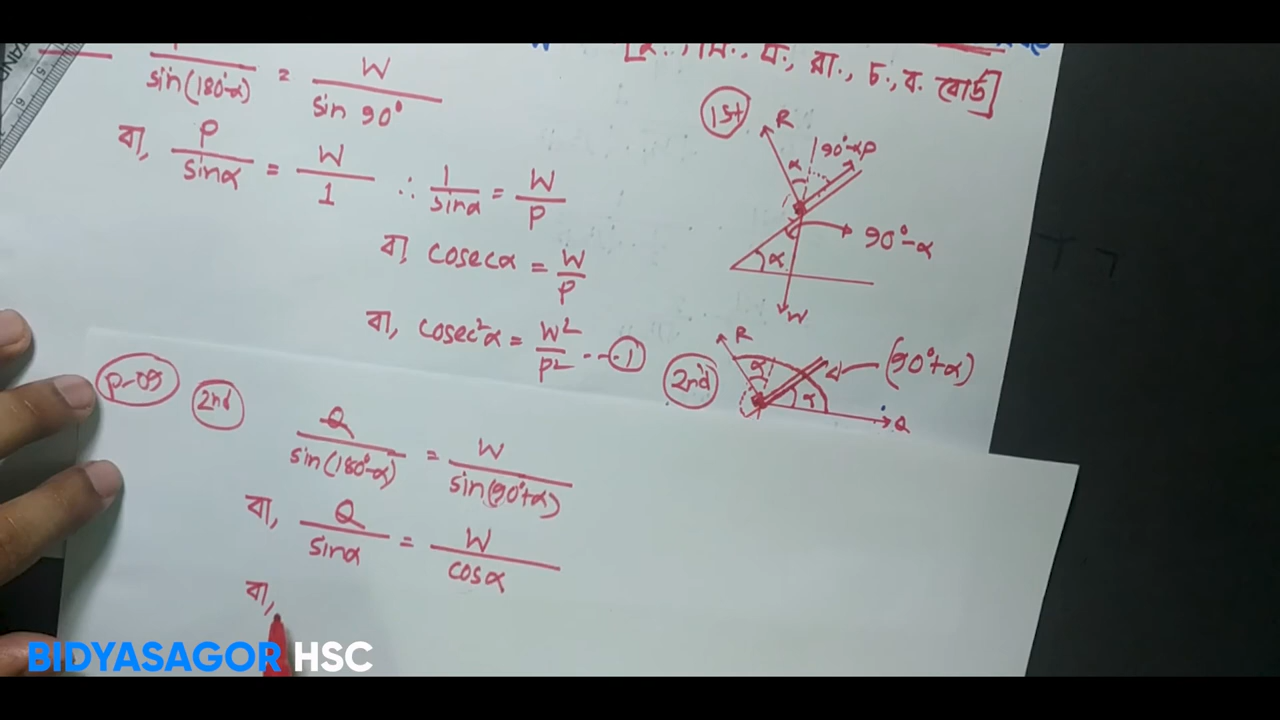 [ঢ., দি., য., রা., চ., ব. বোর্ড]
sin(180°-α) = W / sin 90°
বা, P / sinα = W / 1 ∴ 1 / sinα = W / P
বা, cosecα = W / P
বা, cosec²α = W² / P² --- ①
1st
R
α
90°-α P
90°-α
α
W
2nd
R
α
(90°+α)
α
Q
P-09
2nd
Q / sin(180°-α) = W / sin(90°+α)
বা, Q / sinα = W / cosα
বা,
BIDYASAGOR HSC